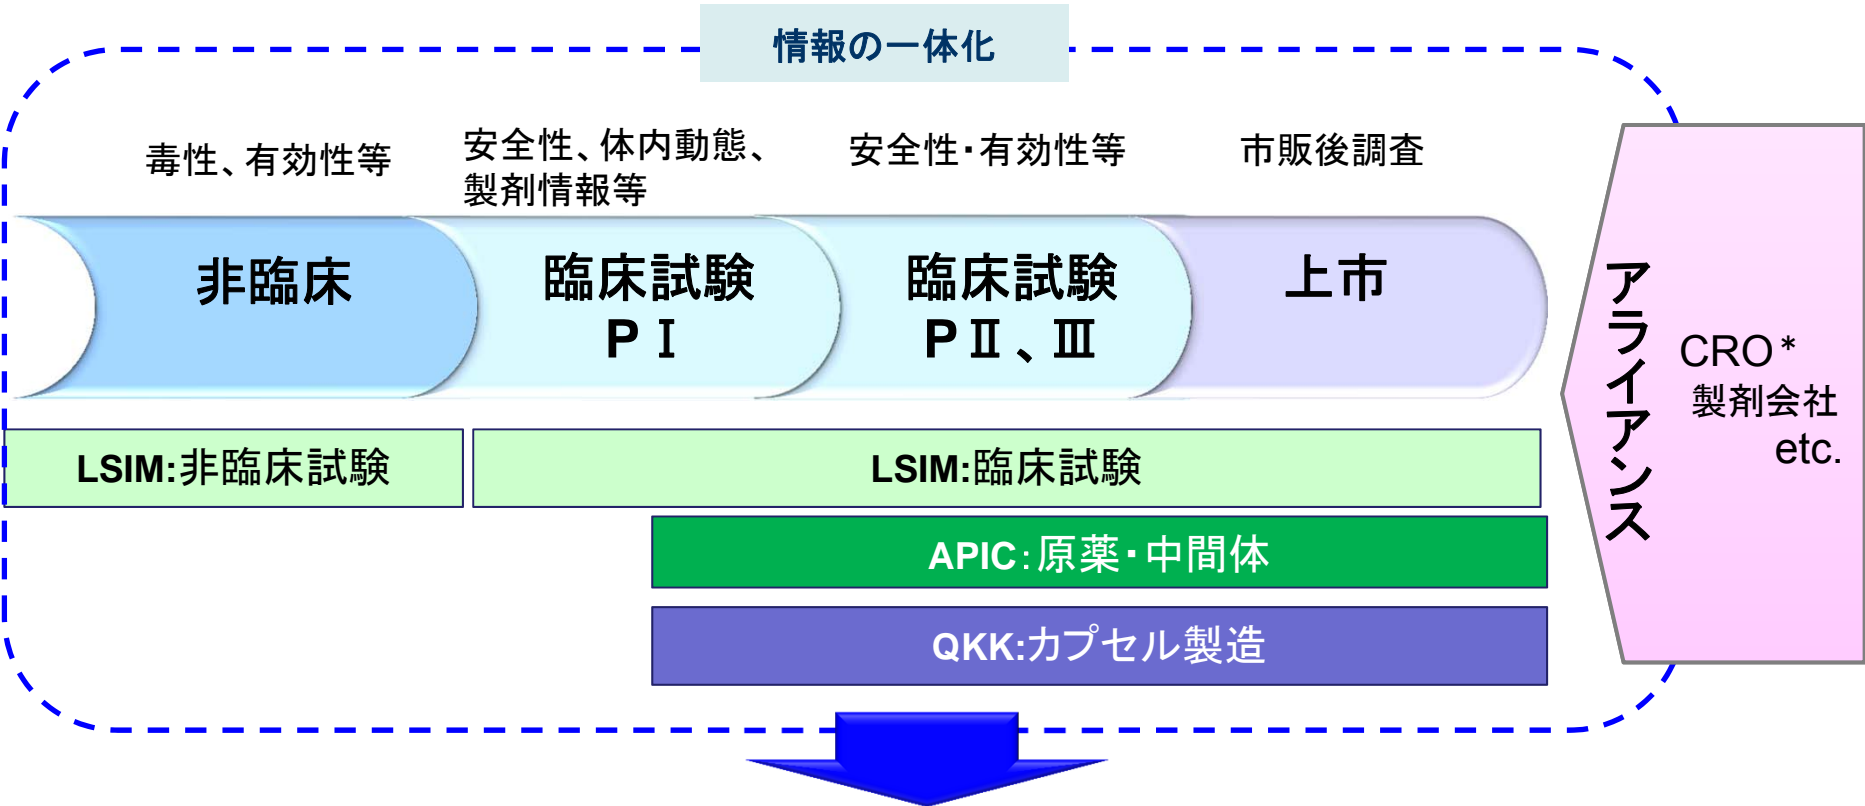 情報の一体化
毒性、有効性等
安全性、体内動態、
製剤情報等
安全性・有効性等
市販後調査
非臨床
臨床試験
PⅠ
臨床試験
PⅡ、Ⅲ
上市
アライアンス
CRO*
製剤会社
etc.
LSIM:非臨床試験
LSIM:臨床試験
APIC:原薬・中間体
QKK:カプセル製造